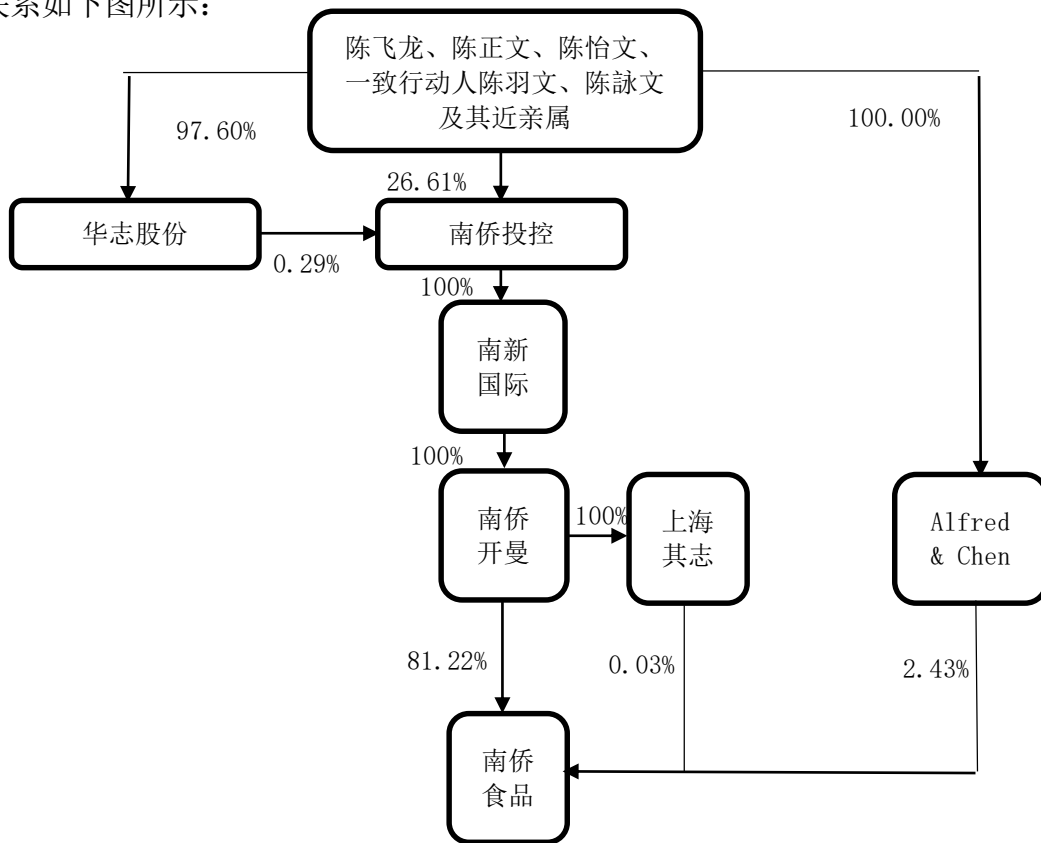 关系如下图所示：
陈飞龙、陈正文、陈怡文、
一致行动人陈羽文、陈詠文
及其近亲属
97.60%
100.00%
26.61%
华志股份
南侨投控
0.29%
100%
南新
国际
100%
南侨
开曼
100%
上海
其志
Alfred
& Chen
81.22%
0.03%
2.43%
南侨
食品